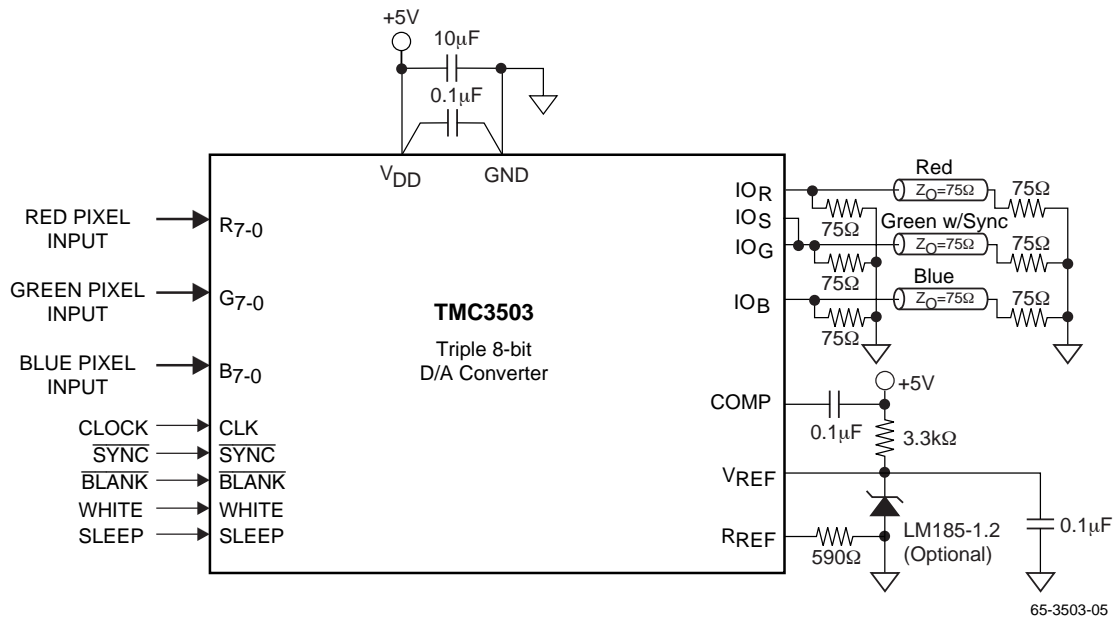 +5V
10µF
0.1µF
VDD
GND
RED PIXEL
INPUT
R7-0
GREEN PIXEL
INPUT
G7-0
BLUE PIXEL
INPUT
B7-0
CLOCK
CLK
SYNC
SYNC
BLANK
BLANK
WHITE
WHITE
SLEEP
SLEEP
TMC3503
Triple 8-bit
D/A Converter
IOR
IOS
IOG
IOB
Red
ZO=75Ω
75Ω
75Ω
Green w/Sync
ZO=75Ω
75Ω
75Ω
Blue
ZO=75Ω
75Ω
75Ω
COMP
0.1µF
+5V
3.3kΩ
VREF
RREF
590Ω
LM185-1.2
(Optional)
0.1µF
65-3503-05